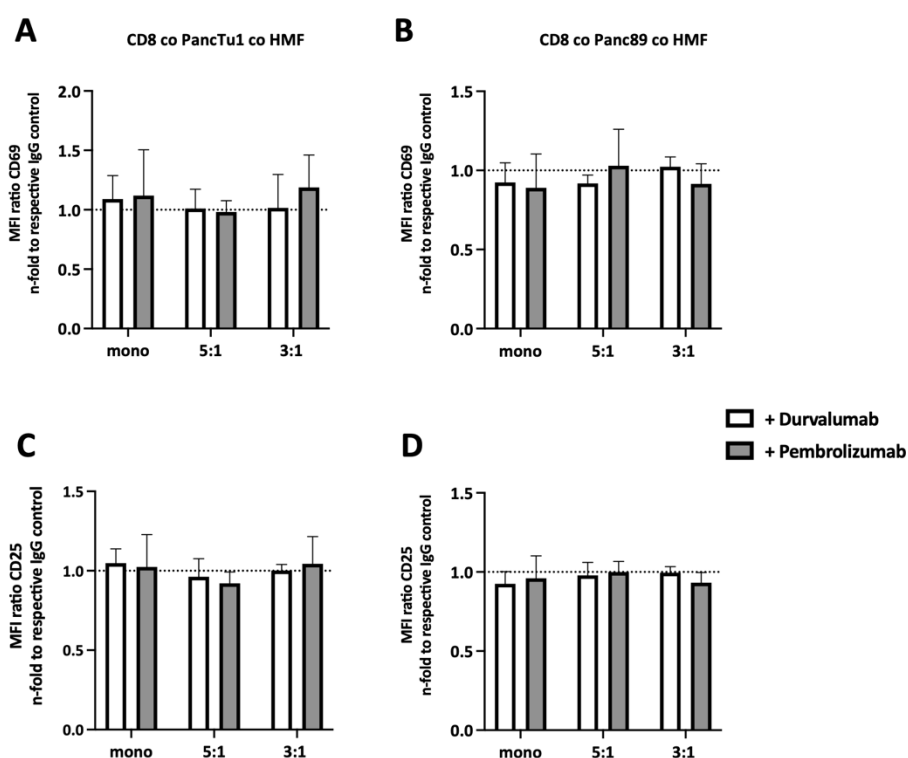 A
CD8 co PancTu1 co HMF
MFI ratio CD69
n-fold to respective IgG control
2.0
1.5
1.0
0.5
0.0
mono 5:1 3:1
B
CD8 co Panc89 co HMF
MFI ratio CD69
n-fold to respective IgG control
1.5
1.0
0.5
0.0
mono 5:1 3:1
+ Durvalumab
+ Pembrolizumab
C
MFI ratio CD25
n-fold to respective IgG control
1.5
1.0
0.5
0.0
mono 5:1 3:1
D
MFI ratio CD25
n-fold to respective IgG control
1.5
1.0
0.5
0.0
mono 5:1 3:1